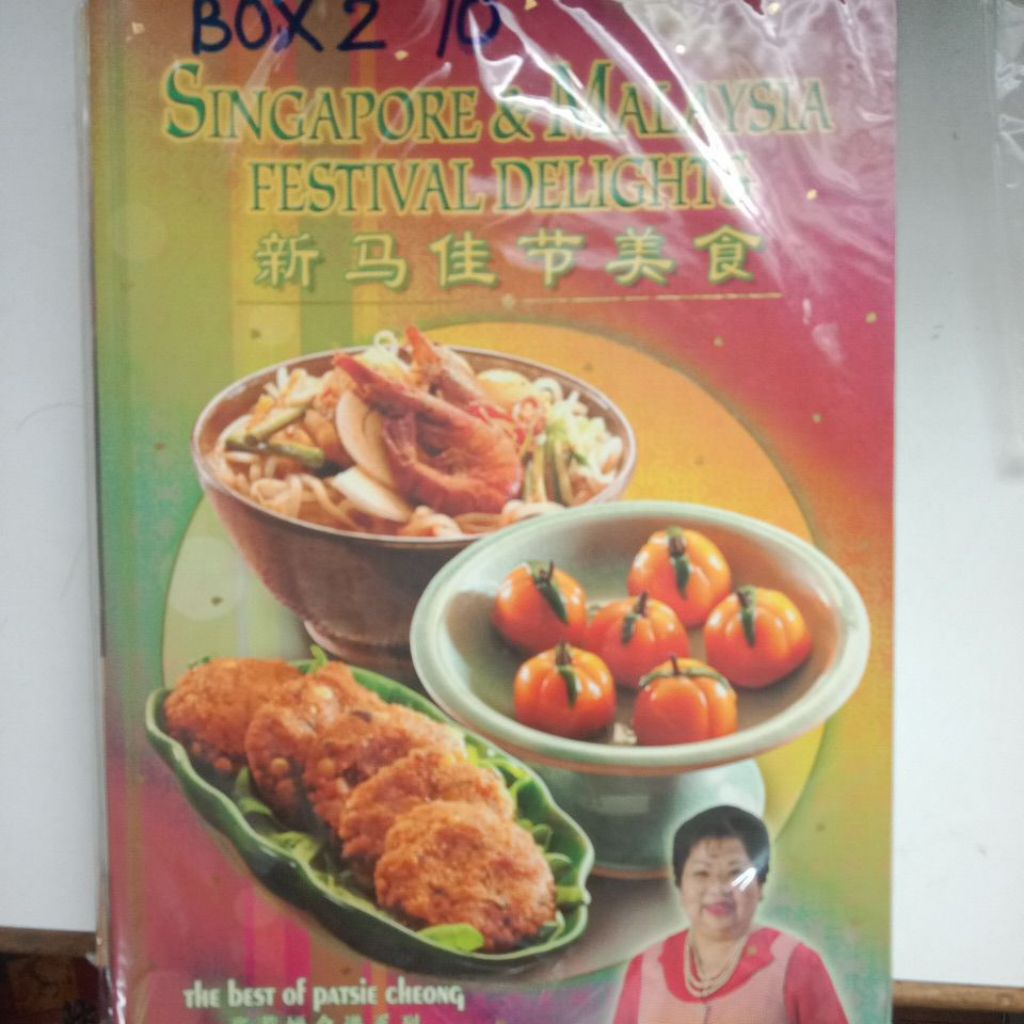 BOX 2 10
SINGAPORE & MALAYSIA
FESTIVAL DELIGHTS
新马佳节美食
the best of patsie cheong